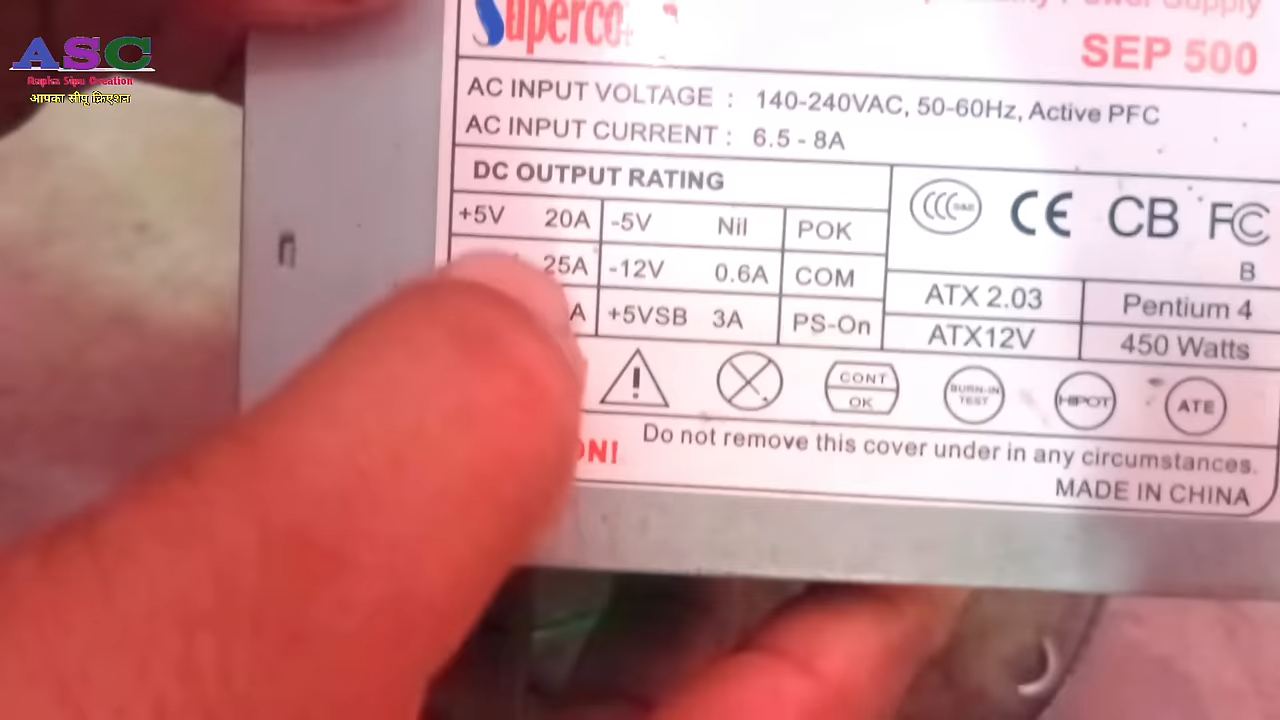 ASC
आपका सीपू क्रिएशन
Power Supply
SEP 500
AC INPUT VOLTAGE : 140-240VAC, 50-60Hz, Active PFC
AC INPUT CURRENT : 6.5 - 8A
DC OUTPUT RATING
+5V 20A -5V Nil POK
25A -12V 0.6A COM
A +5VSB 3A PS-On
CCC CE CB FC
B
ATX 2.03 Pentium 4
ATX12V 450 Watts
CONT OK
BURN-IN TEST
HIPOT
ATE
Do not remove this cover under in any circumstances.
MADE IN CHINA